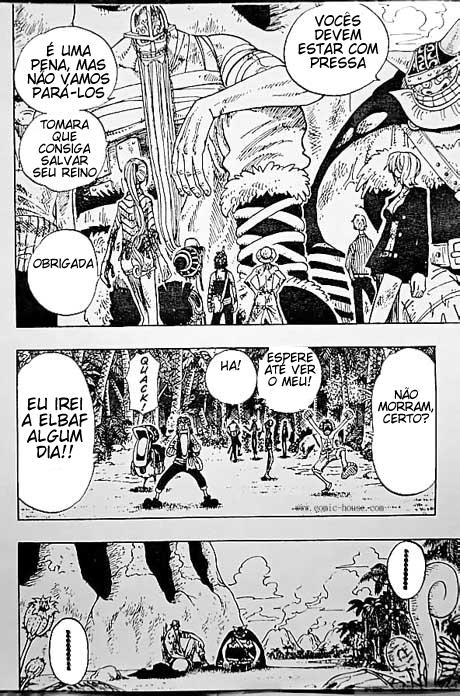 VOCÊS
DEVEM
ESTAR COM
PRESSA
É UMA
PENA, MAS
NÃO VAMOS
PARÁ-LOS
TOMARA
QUE
CONSIGA
SALVAR
SEU REINO
OBRIGADA
NÃO
MORRAM,
CERTO?
ESPERE
ATÉ VER
O MEU!
HA!
QUACK!
EU IREI
A ELBAF
ALGUM
DIA!!
www.gomic-house.com